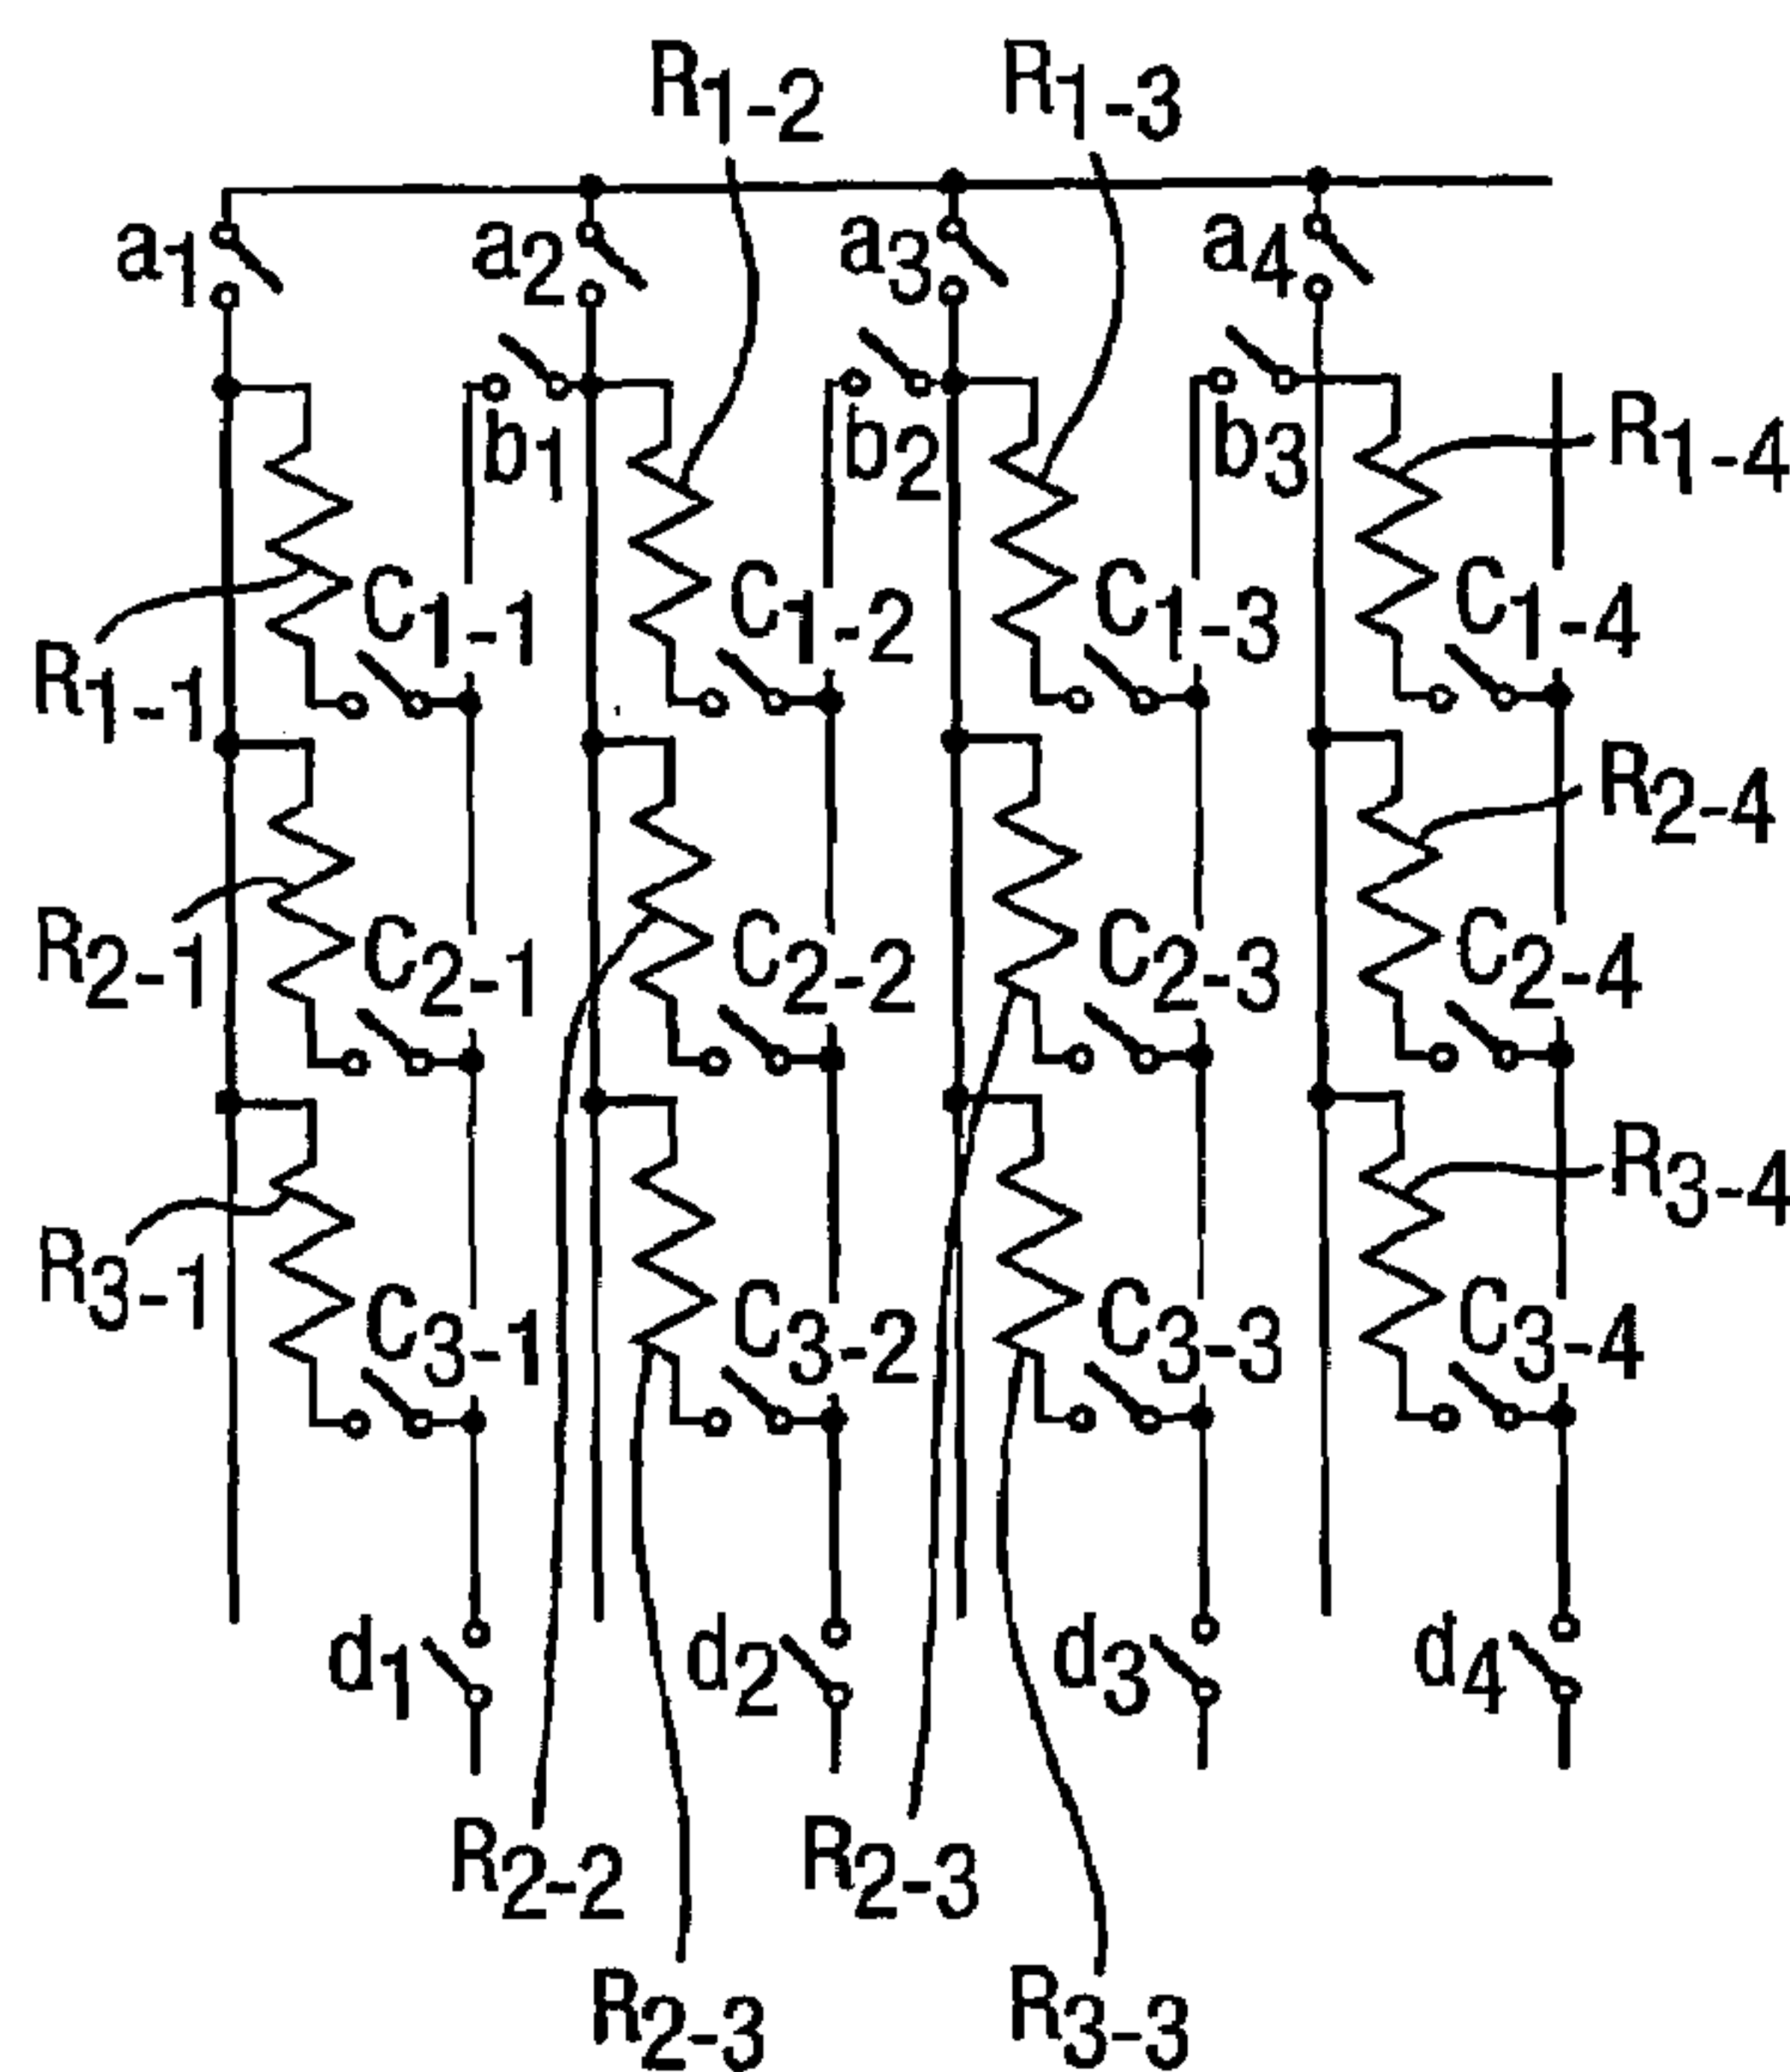 R1-2 R1-3
a1 a2 a3 a4
b1 b2 b3 R1-4
C1-1 C1-2 C1-3 C1-4
R1-1
R2-4
R2-1 C2-1 C2-2 C2-3 C2-4
R3-4
R3-1 C3-1 C3-2 C3-3 C3-4
d1 d2 d3 d4
R2-2 R2-3
R2-3 R3-3